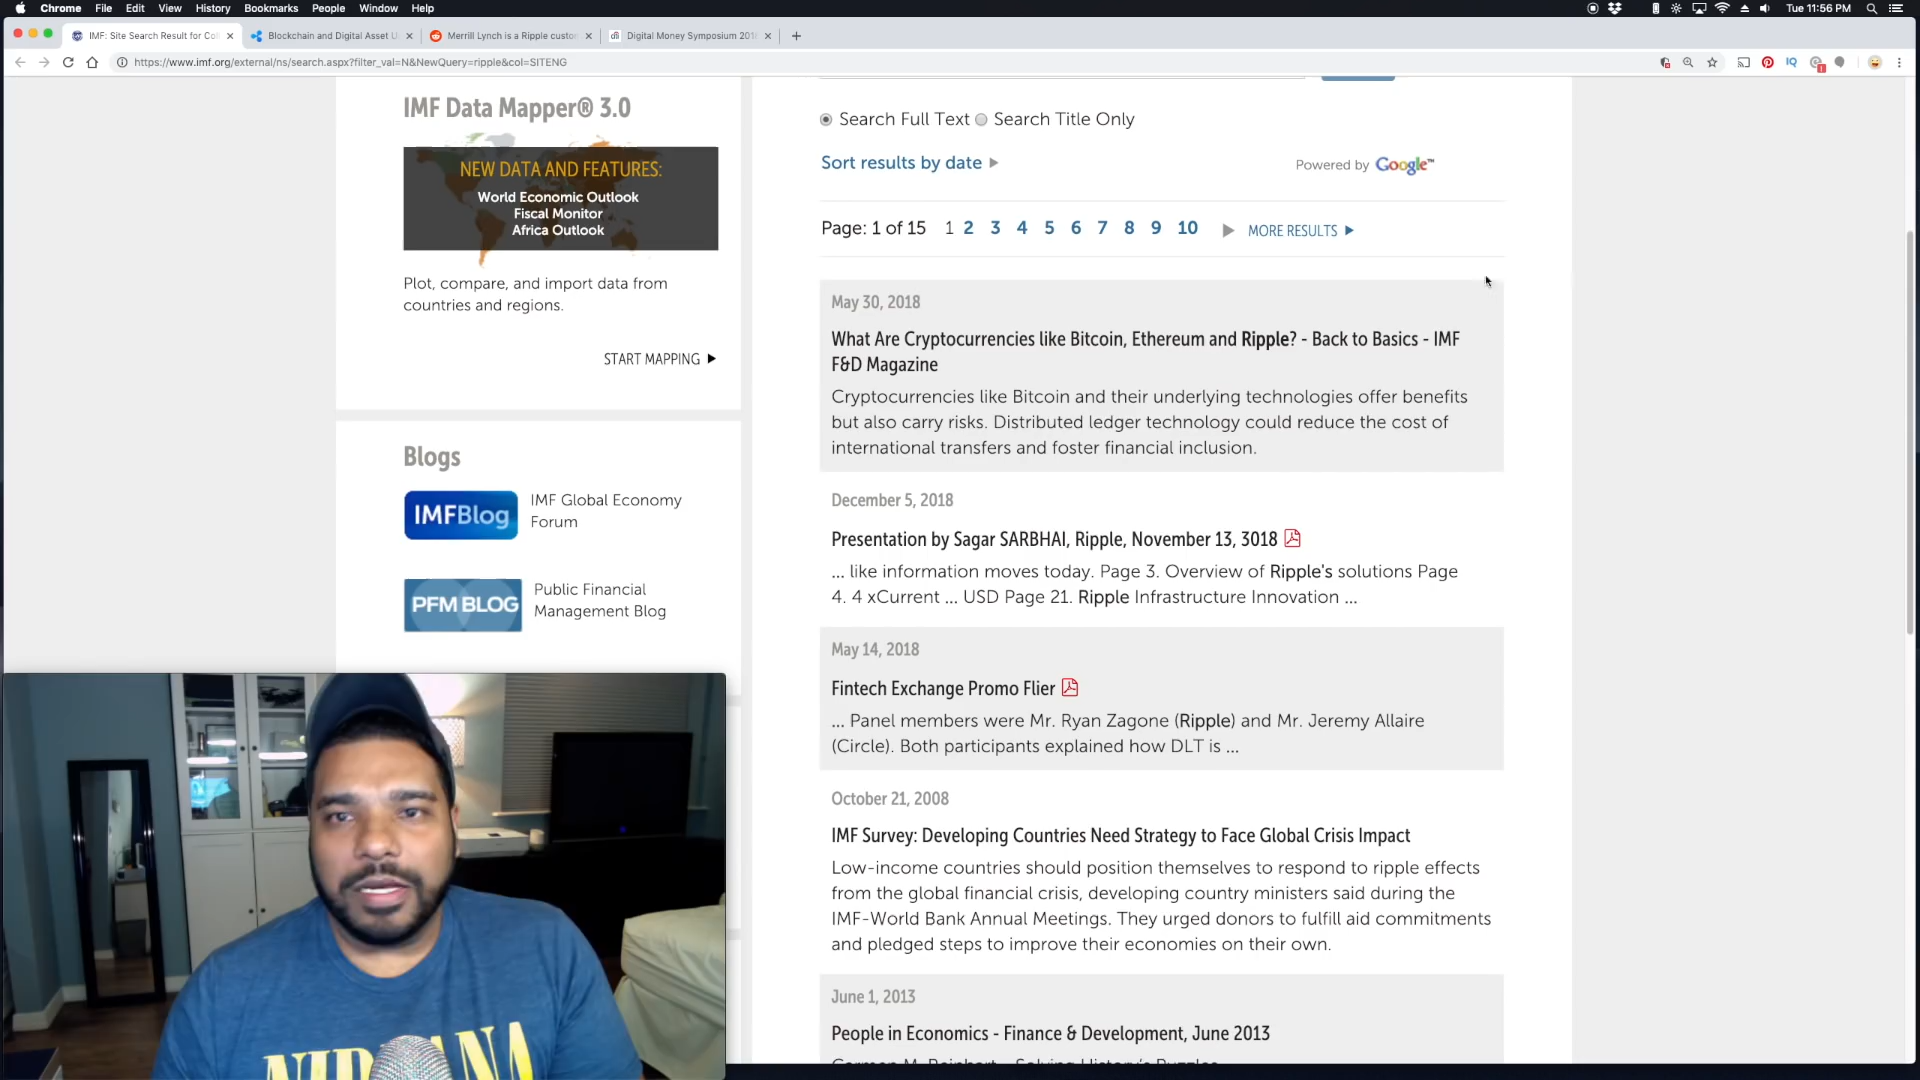 Chrome File Edit View History Bookmarks People Window Help
Tue 11:56 PM
IMF: Site Search Result for Col
Blockchain and Digital Asset U
Merrill Lynch is a Ripple custo
Digital Money Symposium 201
https://www.imf.org/external/ns/search.aspx?filter_val=N&NewQuery=ripple&col=SITENG
IMF Data Mapper® 3.0
NEW DATA AND FEATURES:
World Economic Outlook
Fiscal Monitor
Africa Outlook
Plot, compare, and import data from
countries and regions.
START MAPPING
Blogs
IMFBlog
IMF Global Economy
Forum
PFM BLOG
Public Financial
Management Blog
Search Full Text Search Title Only
Sort results by date
Powered by Google™
Page: 1 of 15 1 2 3 4 5 6 7 8 9 10 MORE RESULTS
May 30, 2018
What Are Cryptocurrencies like Bitcoin, Ethereum and Ripple? - Back to Basics - IMF
F&D Magazine
Cryptocurrencies like Bitcoin and their underlying technologies offer benefits
but also carry risks. Distributed ledger technology could reduce the cost of
international transfers and foster financial inclusion.
December 5, 2018
Presentation by Sagar SARBHAI, Ripple, November 13, 3018
... like information moves today. Page 3. Overview of Ripple's solutions Page
4. 4 xCurrent ... USD Page 21. Ripple Infrastructure Innovation ...
May 14, 2018
Fintech Exchange Promo Flier
... Panel members were Mr. Ryan Zagone (Ripple) and Mr. Jeremy Allaire
(Circle). Both participants explained how DLT is ...
October 21, 2008
IMF Survey: Developing Countries Need Strategy to Face Global Crisis Impact
Low-income countries should position themselves to respond to ripple effects
from the global financial crisis, developing country ministers said during the
IMF-World Bank Annual Meetings. They urged donors to fulfill aid commitments
and pledged steps to improve their economies on their own.
June 1, 2013
People in Economics - Finance & Development, June 2013
Carmen M. Reinhart - Solving History's Puzzles
NIRVANA